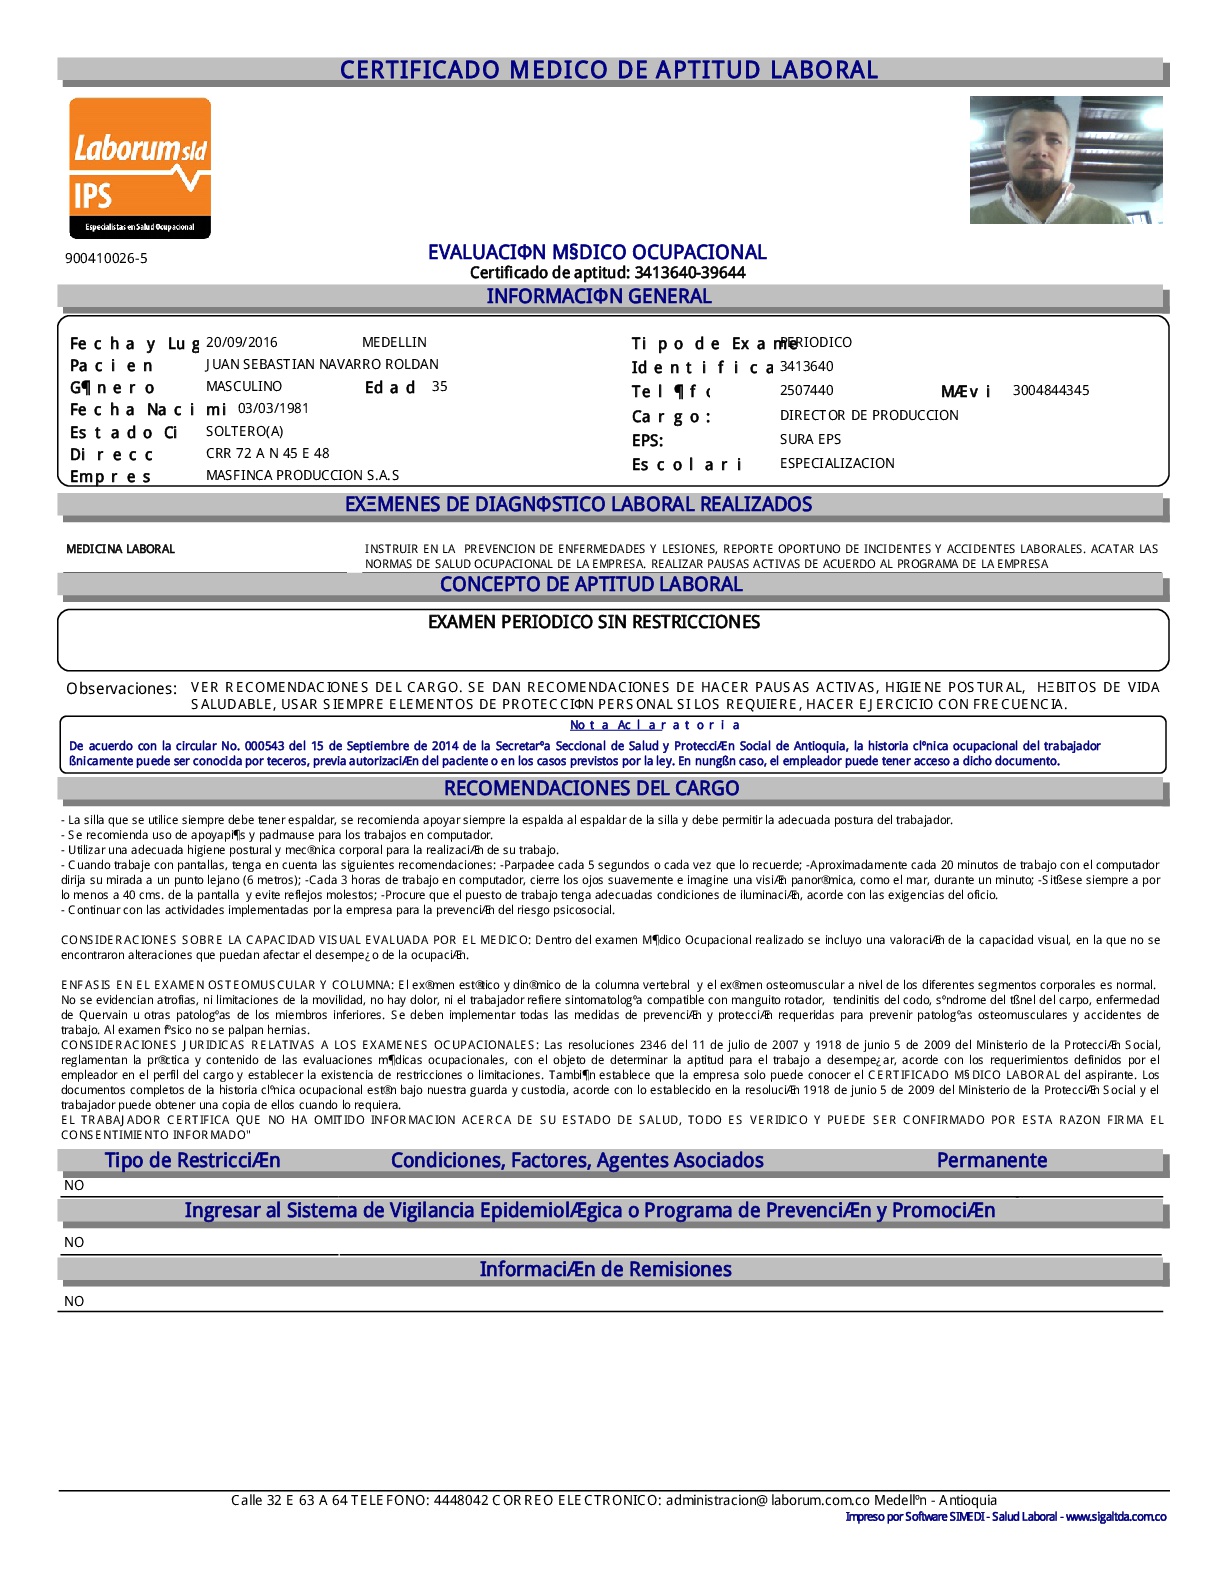 CERTIFICADO MEDICO DE APTITUD LABORAL
Laborum sld
IPS
Especialistas en Salud Ocupacional
900410026-5
EVALUACIΦN M§DICO OCUPACIONAL
Certificado de aptitud: 3413640-39644
INFORMACIΦN GENERAL
Fecha y Lug 20/09/2016 MEDELLIN Tipo de Exame PERIODICO
Pacien JUAN SEBASTIAN NAVARRO ROLDAN Identifica 3413640
G¶nero MASCULINO Edad 35 Tel¶fo 2507440 MÆvi 3004844345
Fecha Nacimi 03/03/1981 Cargo: DIRECTOR DE PRODUCCION
Estado Ci SOLTERO(A) EPS: SURA EPS
Direcc CRR 72 A N 45 E 48 Escolari ESPECIALIZACION
Empres MASFINCA PRODUCCION S.A.S
EXΞMENES DE DIAGNΦSTICO LABORAL REALIZADOS
MEDICINA LABORAL INSTRUIR EN LA PREVENCION DE ENFERMEDADES Y LESIONES, REPORTE OPORTUNO DE INCIDENTES Y ACCIDENTES LABORALES. ACATAR LAS
NORMAS DE SALUD OCUPACIONAL DE LA EMPRESA. REALIZAR PAUSAS ACTIVAS DE ACUERDO AL PROGRAMA DE LA EMPRESA
CONCEPTO DE APTITUD LABORAL
EXAMEN PERIODICO SIN RESTRICCIONES
Observaciones: VER RECOMENDACIONES DEL CARGO. SE DAN RECOMENDACIONES DE HACER PAUSAS ACTIVAS, HIGIENE POSTURAL, HΞBITOS DE VIDA
SALUDABLE, USAR SIEMPRE ELEMENTOS DE PROTECCIΦN PERSONAL SI LOS REQUIERE, HACER EJERCICIO CON FRECUENCIA.
Nota Aclaratoria
De acuerdo con la circular No. 000543 del 15 de Septiembre de 2014 de la Secretarªa Seccional de Salud y ProtecciÆn Social de Antioquia, la historia clªnica ocupacional del trabajador
ßnicamente puede ser conocida por teceros, previa autorizaciÆn del paciente o en los casos previstos por la ley. En nungßn caso, el empleador puede tener acceso a dicho documento.
RECOMENDACIONES DEL CARGO
- La silla que se utilice siempre debe tener espaldar, se recomienda apoyar siempre la espalda al espaldar de la silla y debe permitir la adecuada postura del trabajador.
- Se recomienda uso de apoyapi¶s y padmause para los trabajos en computador.
- Utilizar una adecuada higiene postural y mec®nica corporal para la realizaciÆn de su trabajo.
- Cuando trabaje con pantallas, tenga en cuenta las siguientes recomendaciones: -Parpadee cada 5 segundos o cada vez que lo recuerde; -Aproximadamente cada 20 minutos de trabajo con el computador
dirija su mirada a un punto lejano (6 metros); -Cada 3 horas de trabajo en computador, cierre los ojos suavemente e imagine una visiÆn panor®mica, como el mar, durante un minuto; -Sitßese siempre a por
lo menos a 40 cms. de la pantalla y evite reflejos molestos; -Procure que el puesto de trabajo tenga adecuadas condiciones de iluminaciÆn, acorde con las exigencias del oficio.
- Continuar con las actividades implementadas por la empresa para la prevenciÆn del riesgo psicosocial.
CONSIDERACIONES SOBRE LA CAPACIDAD VISUAL EVALUADA POR EL MEDICO: Dentro del examen M¶dico Ocupacional realizado se incluyo una valoraciÆn de la capacidad visual, en la que no se
encontraron alteraciones que puedan afectar el desempe¿o de la ocupaciÆn.
ENFASIS EN EL EXAMEN OSTEOMUSCULAR Y COLUMNA: El ex®men est®tico y din®mico de la columna vertebral y el ex®men osteomuscular a nivel de los diferentes segmentos corporales es normal.
No se evidencian atrofias, ni limitaciones de la movilidad, no hay dolor, ni el trabajador refiere sintomatologªa compatible con manguito rotador, tendinitis del codo, sªndrome del tßnel del carpo, enfermedad
de Quervain u otras patologªas de los miembros inferiores. Se deben implementar todas las medidas de prevenciÆn y protecciÆn requeridas para prevenir patologªas osteomusculares y accidentes de
trabajo. Al examen fªsico no se palpan hernias.
CONSIDERACIONES JURIDICAS RELATIVAS A LOS EXAMENES OCUPACIONALES: Las resoluciones 2346 del 11 de julio de 2007 y 1918 de junio 5 de 2009 del Ministerio de la ProtecciÆn Social,
reglamentan la pr®ctica y contenido de las evaluaciones m¶dicas ocupacionales, con el objeto de determinar la aptitud para el trabajo a desempe¿ar, acorde con los requerimientos definidos por el
empleador en el perfil del cargo y establecer la existencia de restricciones o limitaciones. Tambi¶n establece que la empresa solo puede conocer el CERTIFICADO M§DICO LABORAL del aspirante. Los
documentos completos de la historia clªnica ocupacional est®n bajo nuestra guarda y custodia, acorde con lo establecido en la resoluciÆn 1918 de junio 5 de 2009 del Ministerio de la ProtecciÆn Social y el
trabajador puede obtener una copia de ellos cuando lo requiera.
EL TRABAJADOR CERTIFICA QUE NO HA OMITIDO INFORMACION ACERCA DE SU ESTADO DE SALUD, TODO ES VERIDICO Y PUEDE SER CONFIRMADO POR ESTA RAZON FIRMA EL
CONSENTIMIENTO INFORMADO"
Tipo de RestricciÆn Condiciones, Factores, Agentes Asociados Permanente
NO
Ingresar al Sistema de Vigilancia EpidemiolÆgica o Programa de PrevenciÆn y PromociÆn
NO
InformaciÆn de Remisiones
NO
Calle 32 E 63 A 64 TELEFONO: 4448042 CORREO ELECTRONICO: administracion@laborum.com.co Medellªn - Antioquia
Impreso por Software SIMEDI - Salud Laboral - www.sigaltda.com.co